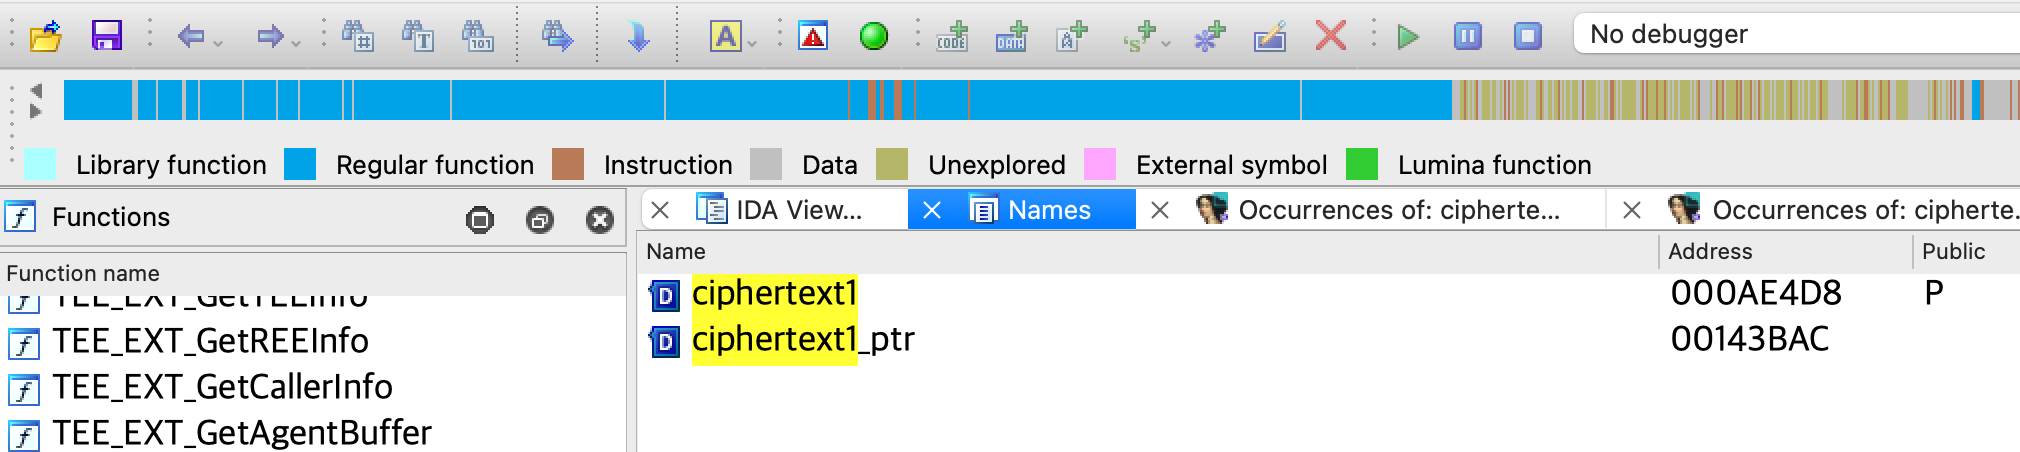 No debugger
Library function Regular function Instruction Data Unexplored External symbol Lumina function
Functions
IDA View... Names Occurrences of: cipherte... Occurrences of: cipherte.
Function name
Name Address Public
TEE_EXT_GetTEEInfo
ciphertext1 000AE4D8 P
TEE_EXT_GetREEInfo
ciphertext1_ptr 00143BAC
TEE_EXT_GetCallerInfo
TEE_EXT_GetAgentBuffer